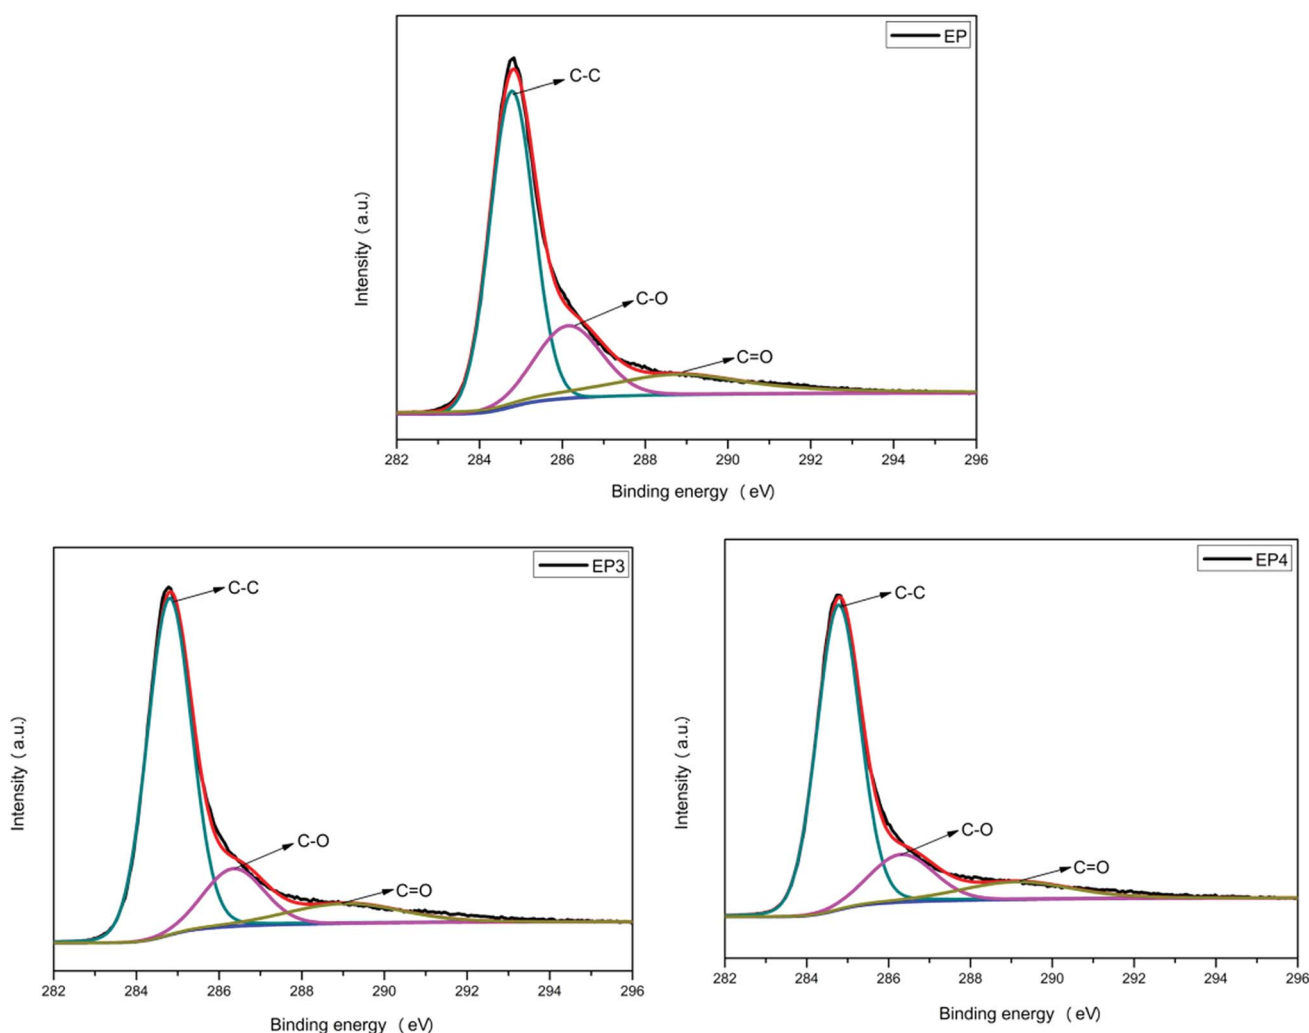 EP
C-C
C-O
C=O
Intensity ( a.u.)
282 284 286 288 290 292 294 296
Binding energy ( eV)
EP3
C-C
C-O
C=O
Intensity ( a.u.)
282 284 286 288 290 292 294 296
Binding energy ( eV)
EP4
C-C
C-O
C=O
Intensity ( a.u.)
282 284 286 288 290 292 294 296
Binding energy ( eV)